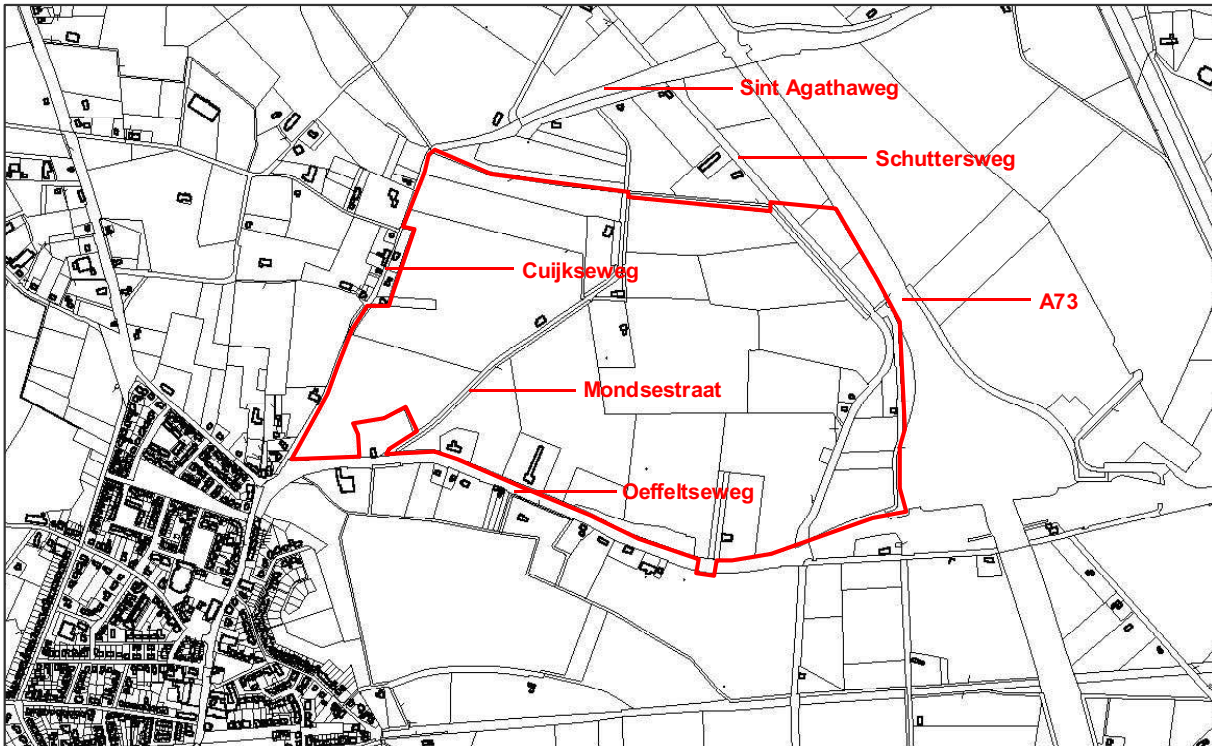 Sint Agathaweg
Schuttersweg
Cuijkseweg
A73
Mondsestraat
Oeffeltseweg